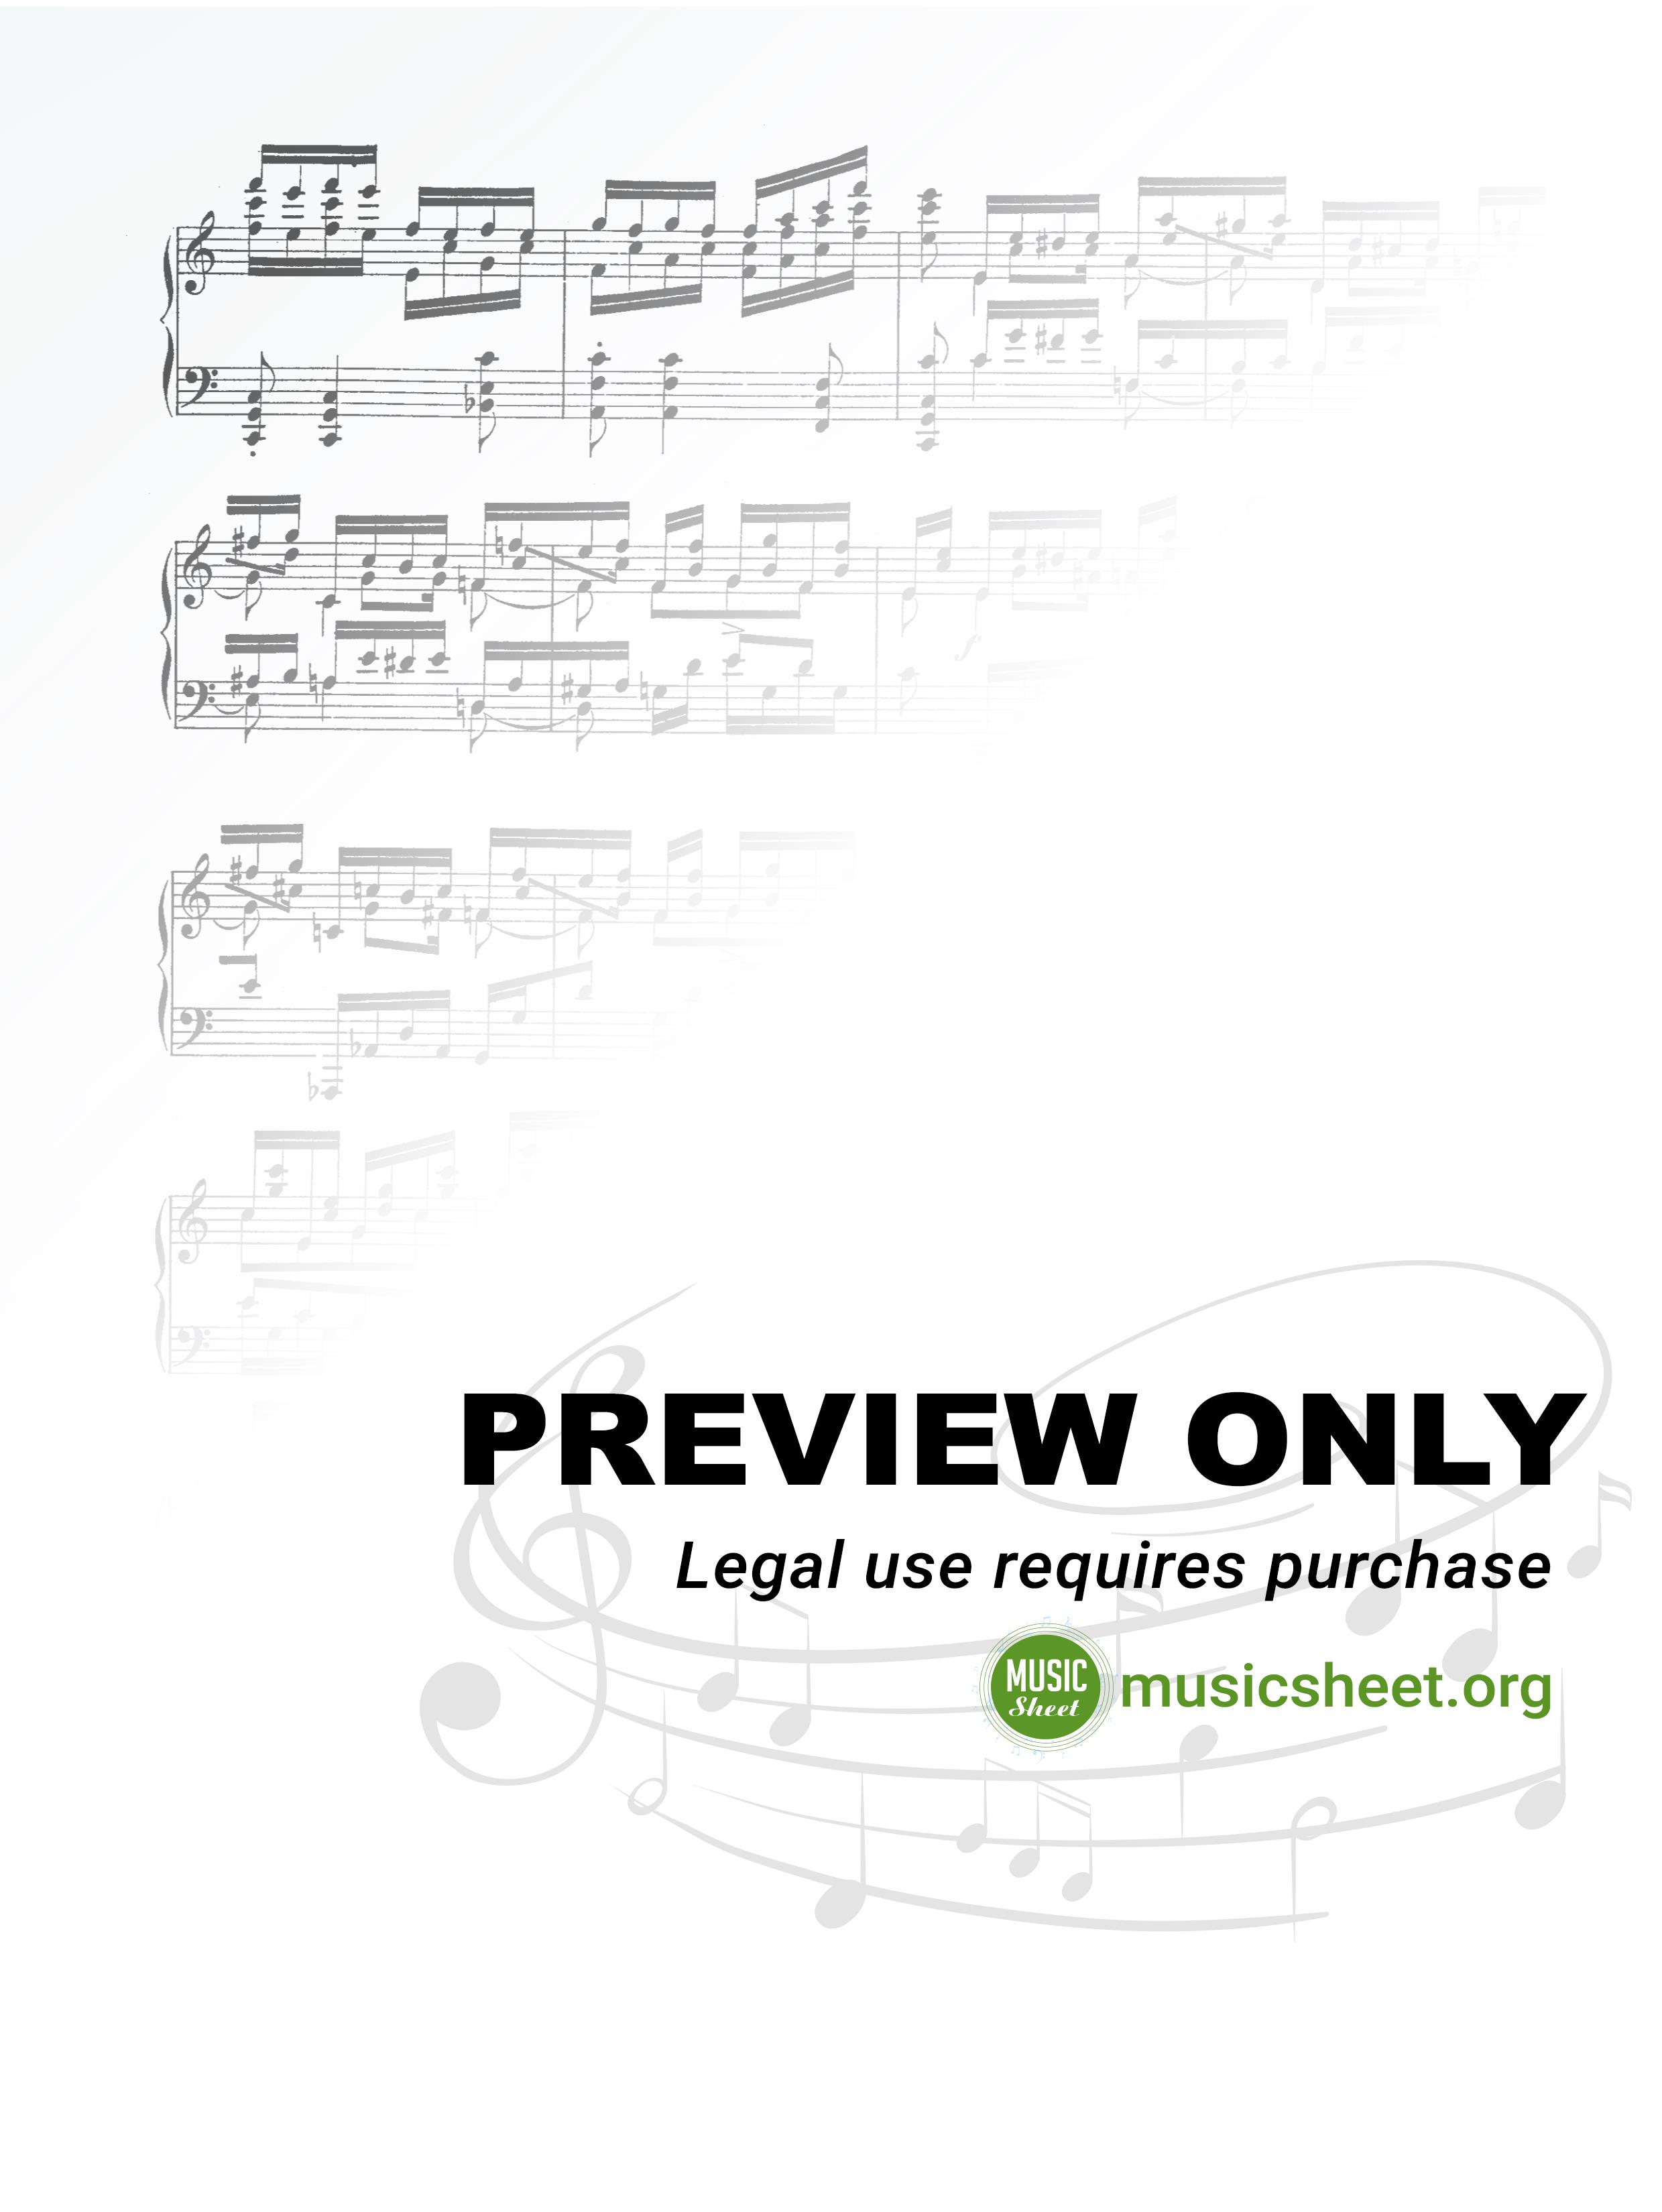 f
PREVIEW ONLY
Legal use requires purchase
MUSIC
Sheet
musicsheet.org